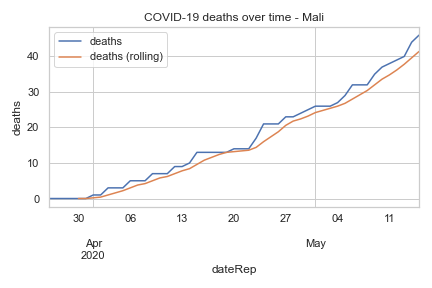 COVID-19 deaths over time - Mali
deaths
deaths (rolling)
deaths
40
30
20
10
0
30 06 13 20 27 04 11
Apr May
2020
dateRep